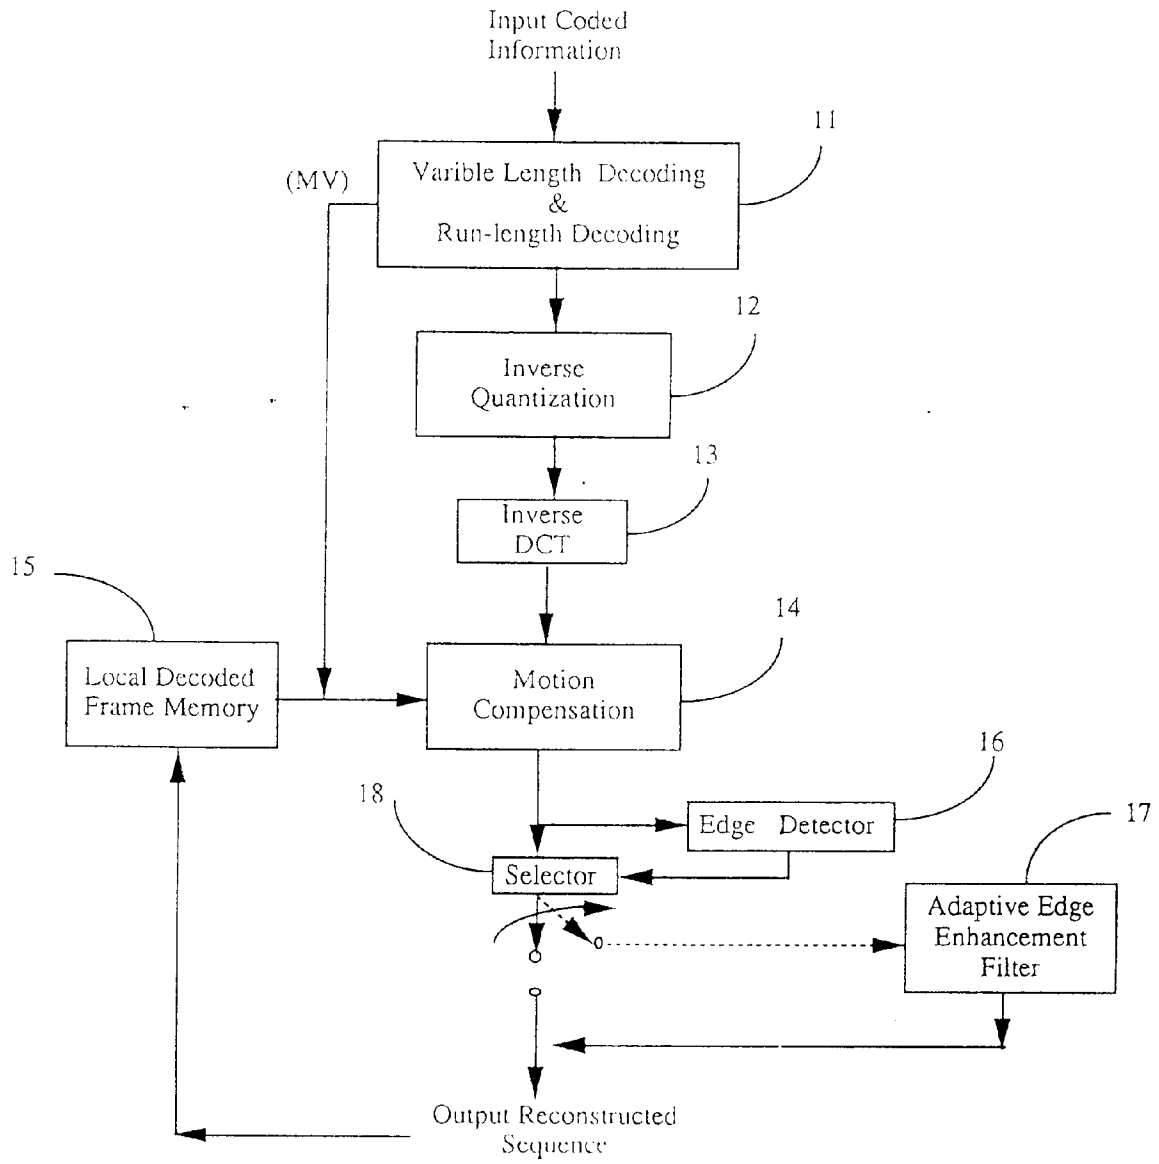 Input Coded
Information
11
(MV)
Varible Length Decoding
&
Run-length Decoding
12
Inverse
Quantization
13
Inverse
DCT
15
14
Local Decoded
Frame Memory
Motion
Compensation
16
18
Edge Detector
17
Selector
Adaptive Edge
Enhancement
Filter
Output Reconstructed
Sequence